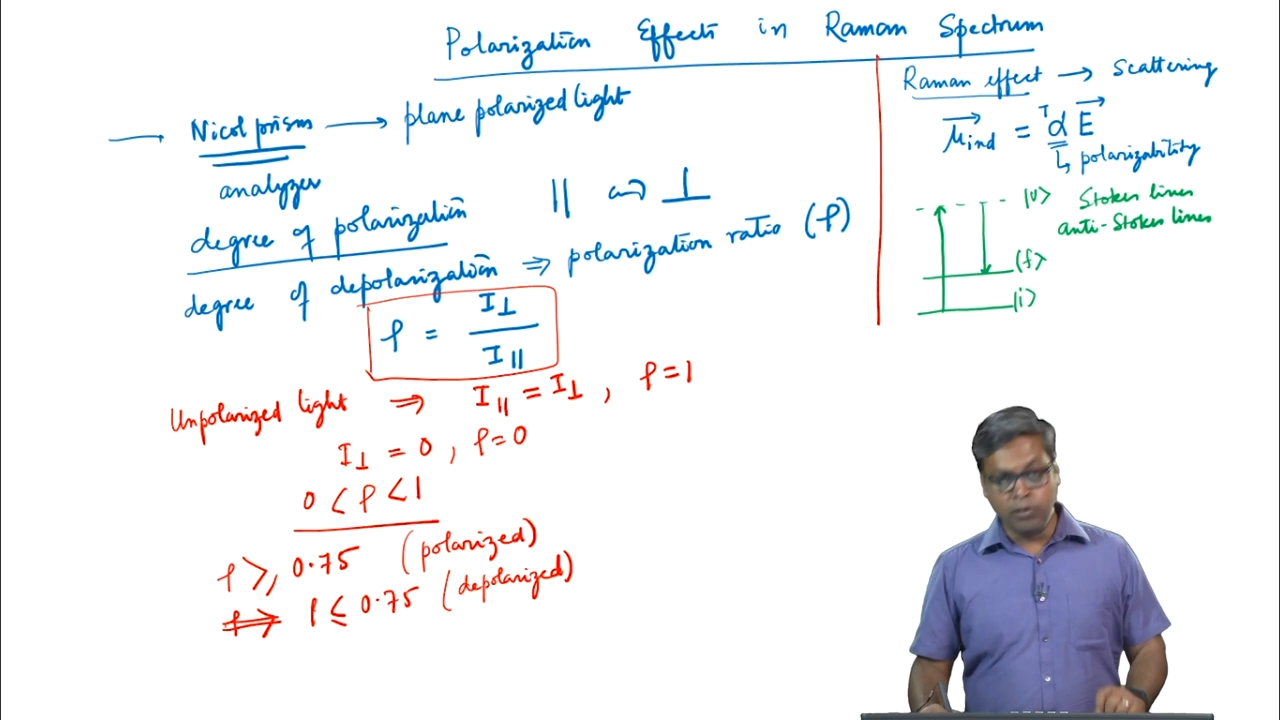 Polarization Effects in Raman Spectrum
→ Nicol prism → plane polarized light
analyzer
degree of polarization || and ⊥
degree of depolarization ⇒ polarization ratio (ρ)
ρ = I⊥ / I||
Unpolarized light ⇒ I|| = I⊥ , ρ=1
I⊥ = 0 , ρ=0
0 < ρ < 1
ρ ≥ 0.75 (polarized)
ρ ≤ 0.75 (depolarized)
Raman effect → Scattering
μind = α E
↳ polarizability
|v> Stokes lines
anti-Stokes lines
|f>
|i>